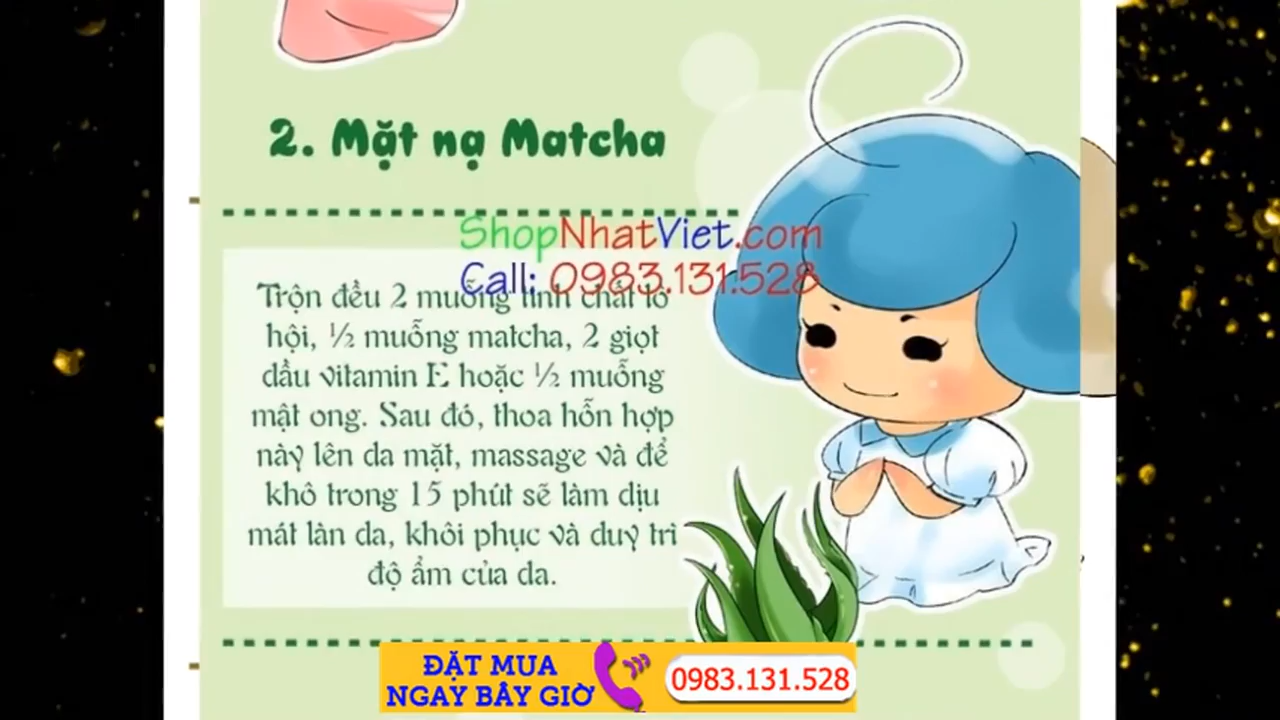 2. Mặt nạ Matcha
ShopNhatViet.com
Call: 0983.131.528
Trộn đều 2 muỗng tinh chất lô
hội, ½ muỗng matcha, 2 giọt
dầu vitamin E hoặc ½ muỗng
mật ong. Sau đó, thoa hỗn hợp
này lên da mặt, massage và để
khô trong 15 phút sẽ làm dịu
mát làn da, khôi phục và duy trì
độ ẩm của da.
ĐẶT MUA
NGAY BÂY GIỜ
0983.131.528